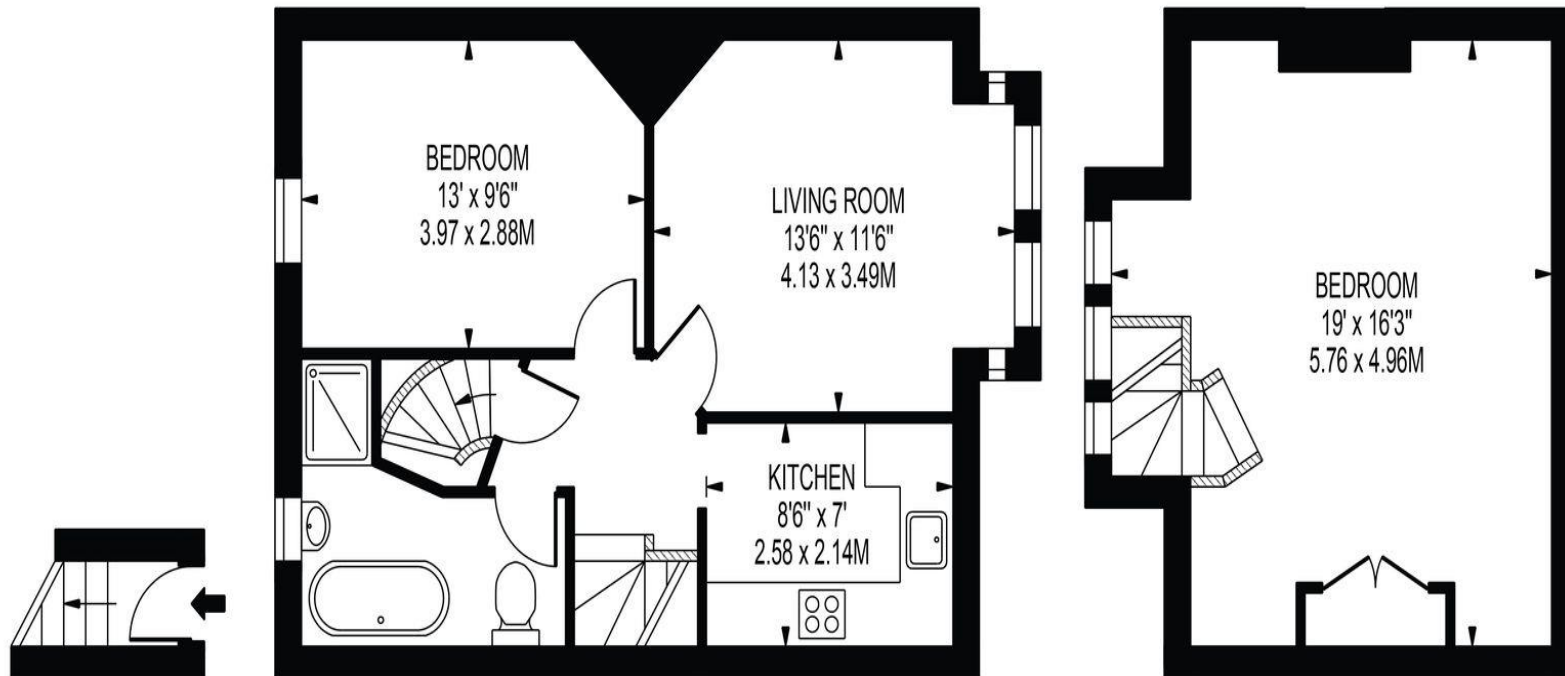 BEDROOM
13' x 9'6"
3.97 x 2.88M
LIVING ROOM
13'6" x 11'6"
4.13 x 3.49M
KITCHEN
8'6" x 7'
2.58 x 2.14M
BEDROOM
19' x 16'3"
5.76 x 4.96M